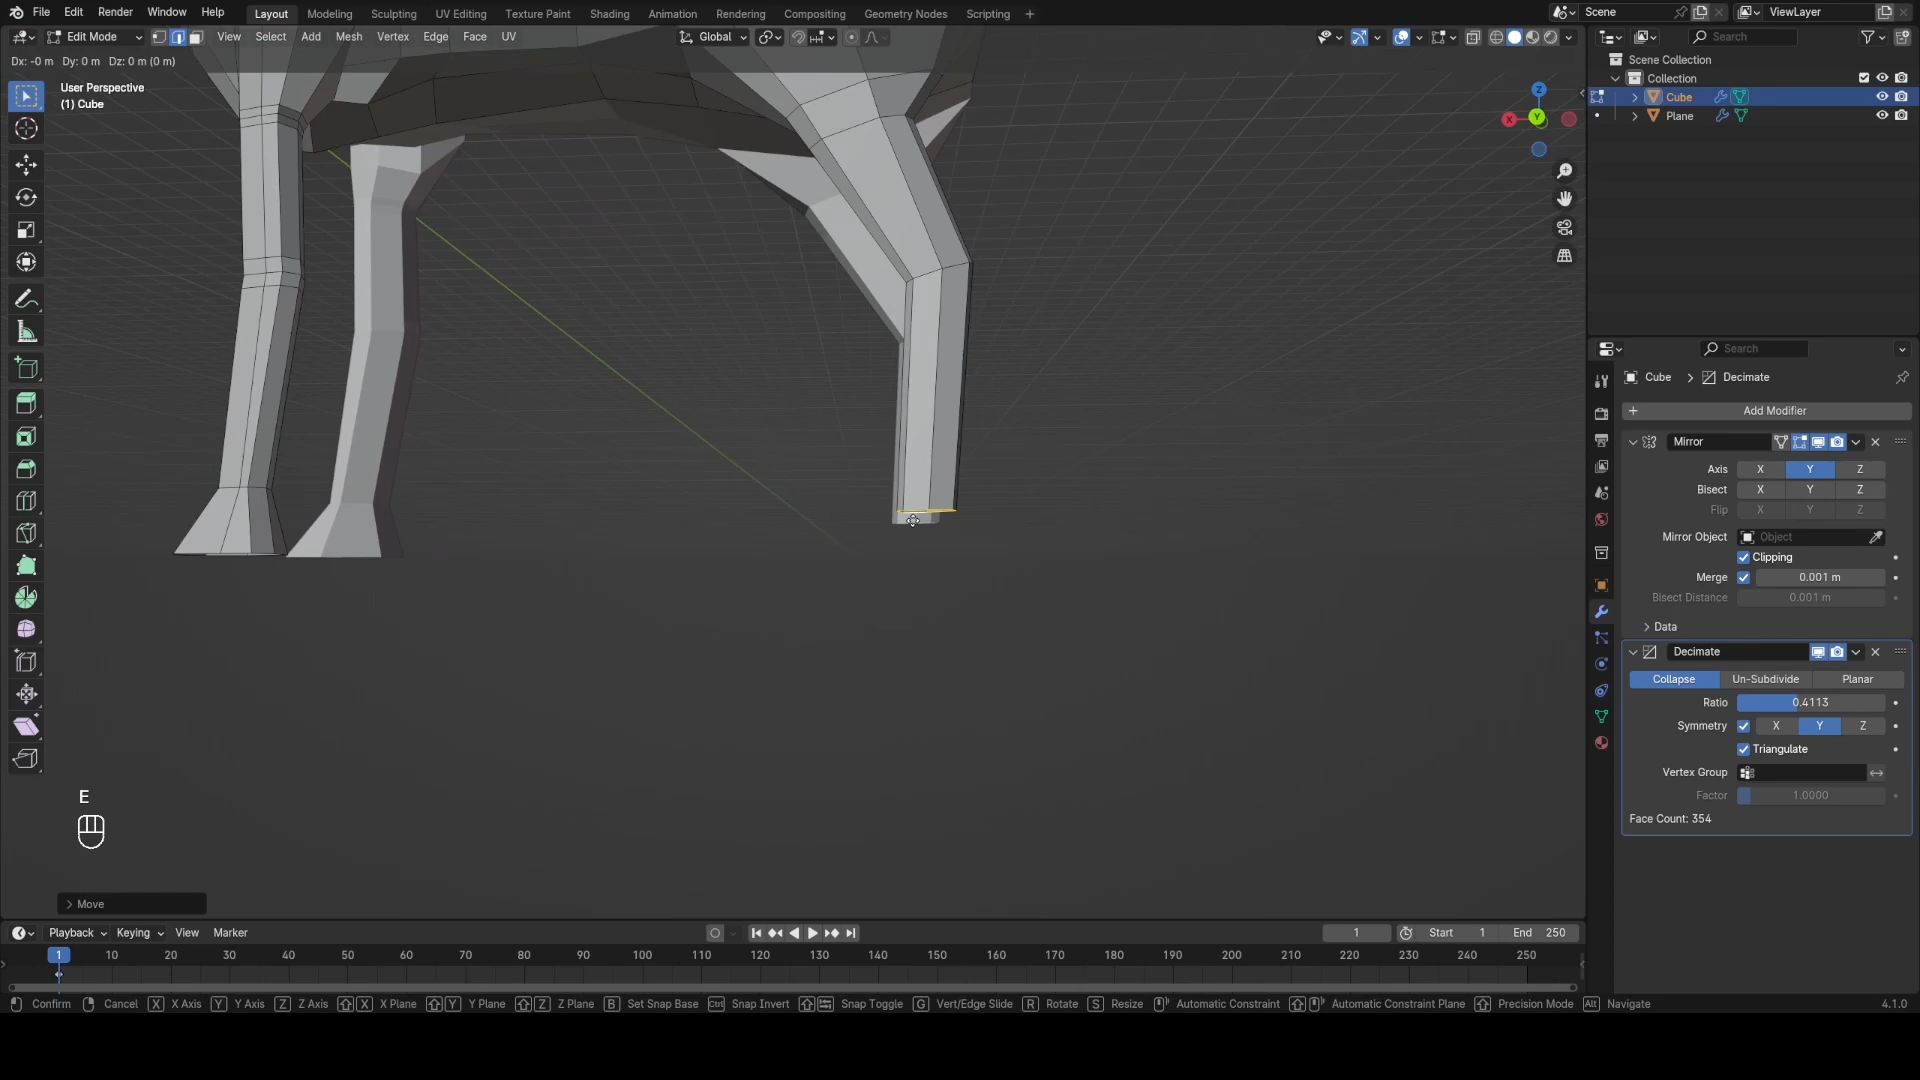 File Edit Render Window Help Layout Modeling Sculpting UV Editing Texture Paint Shading Animation Rendering Compositing Geometry Nodes Scripting + Scene ViewLayer
Edit Mode View Select Add Mesh Vertex Edge Face UV Global Search
Dx: -0 m Dy: 0 m Dz: 0 m (0 m)
User Perspective
(1) Cube
Scene Collection
Collection
Cube
Plane
Z
X
Y
Search
Cube > Decimate
+ Add Modifier
Mirror
Axis X Y Z
Bisect X Y Z
Flip X Y Z
Mirror Object Object
Clipping
Merge 0.001 m
Bisect Distance 0.001 m
> Data
Decimate
Collapse Un-Subdivide Planar
Ratio 0.4113
Symmetry X Y Z
Triangulate
Vertex Group
Factor 1.0000
Face Count: 354
E
> Move
Playback Keying View Marker 1 Start 1 End 250
1 10 20 30 40 50 60 70 80 90 100 110 120 130 140 150 160 170 180 190 200 210 220 230 240 250
Confirm Cancel X X Axis Y Y Axis Z Z Axis X X Plane Y Y Plane Z Z Plane B Set Snap Base Ctrl Snap Invert Snap Toggle G Vert/Edge Slide R Rotate S Resize Automatic Constraint Automatic Constraint Plane Precision Mode Alt Navigate 4.1.0